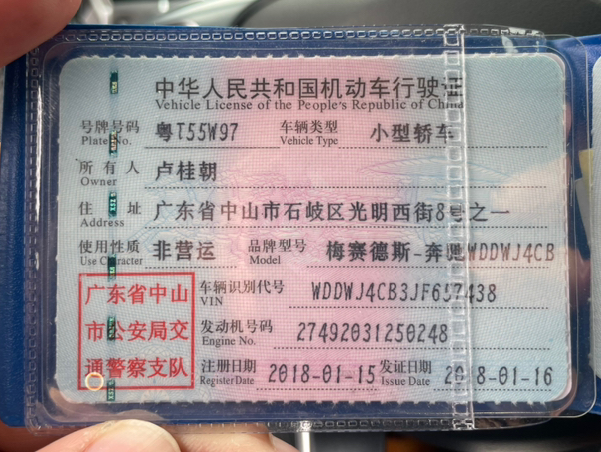 中华人民共和国机动车行驶证
Vehicle License of the People's Republic of China
号牌号码 粤T55W97 车辆类型 小型轿车
Plate No. Vehicle Type
所有人 卢桂朝
Owner
住址 广东省中山市石岐区光明西街8号之一
Address
使用性质 非营运 品牌型号 梅赛德斯-奔驰WDDWJ4CB
Use Character Model
广东省中山 车辆识别代号 WDDWJ4CB3JF657438
VIN
市公安局交 发动机号码 27492031250248
Engine No.
通警察支队 注册日期 2018-01-15 发证日期 2018-01-16
Register Date Issue Date